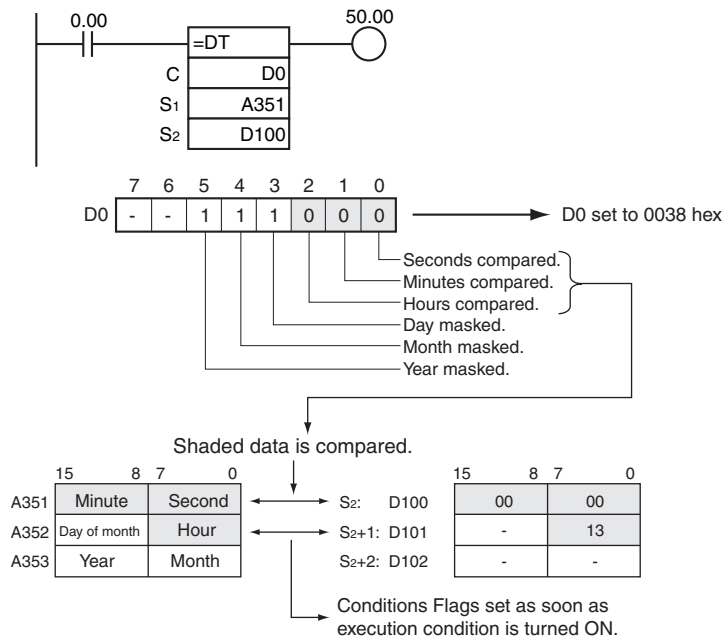 0.00
50.00
=DT
C D0
S1 A351
S2 D100
7 6 5 4 3 2 1 0
D0 - - 1 1 1 0 0 0
D0 set to 0038 hex
Seconds compared.
Minutes compared.
Hours compared.
Day masked.
Month masked.
Year masked.
Shaded data is compared.
15 8 7 0
15 8 7 0
A351 Minute Second
S2: D100 00 00
A352 Day of month Hour
S2+1: D101 - 13
A353 Year Month
S2+2: D102 - -
Conditions Flags set as soon as
execution condition is turned ON.